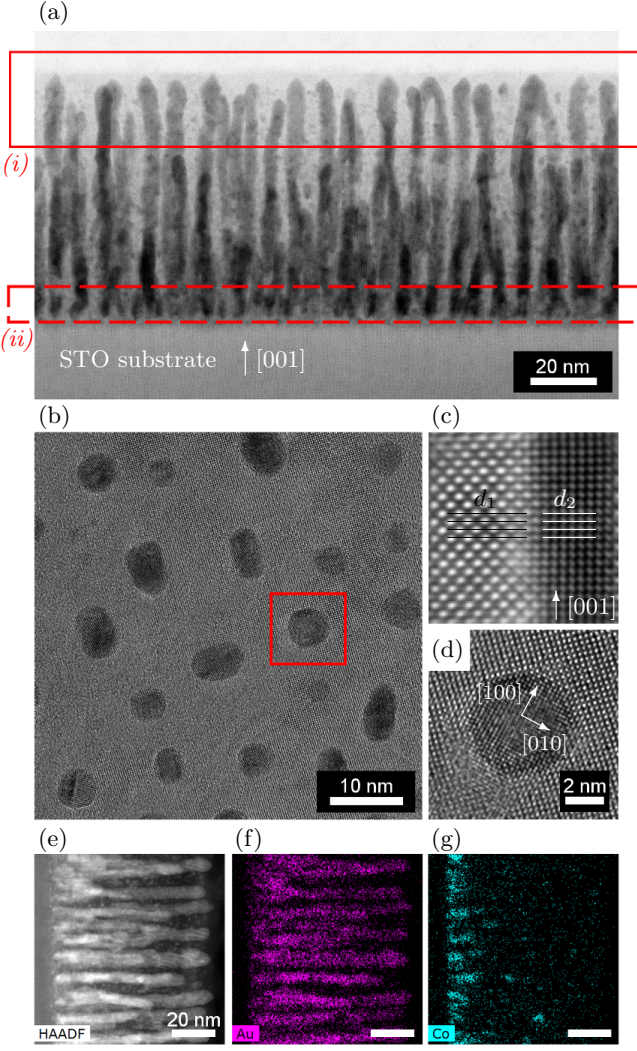 (a)
(i)
(ii)
STO substrate
[001]
20 nm
(b)
(c)
d1
d2
[001]
10 nm
(d)
[100]
[010]
2 nm
(e)
(f)
(g)
HAADF
20 nm
Au
Co